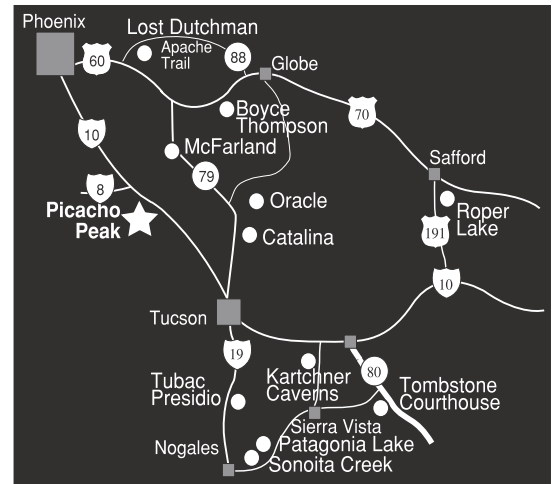 Phoenix
Lost Dutchman
60
Apache
Trail
88
Globe
Boyce
Thompson
70
10
McFarland
79
Safford
8
Picacho
Peak
Oracle
Catalina
Roper
Lake
191
10
Tucson
19
Kartchner
Caverns
80
Tubac
Presidio
Tombstone
Courthouse
Sierra Vista
Nogales
Patagonia Lake
Sonoita Creek